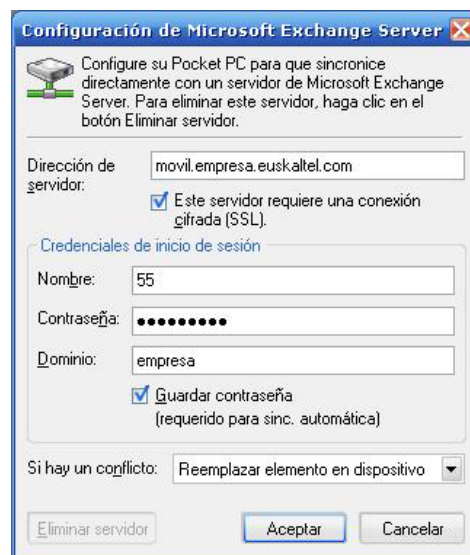 Configuración de Microsoft Exchange Server
Configure su Pocket PC para que sincronice
directamente con un servidor de Microsoft Exchange
Server. Para eliminar este servidor, haga clic en el
botón Eliminar servidor.
Dirección de
servidor:
movil.empresa.euskaltel.com
Este servidor requiere una conexión
cifrada (SSL).
Credenciales de inicio de sesión
Nombre:
55
Contraseña:
●●●●●●●●●
Dominio:
empresa
Guardar contraseña
(requerido para sinc. automática)
Si hay un conflicto:
Reemplazar elemento en dispositivo
Eliminar servidor
Aceptar
Cancelar